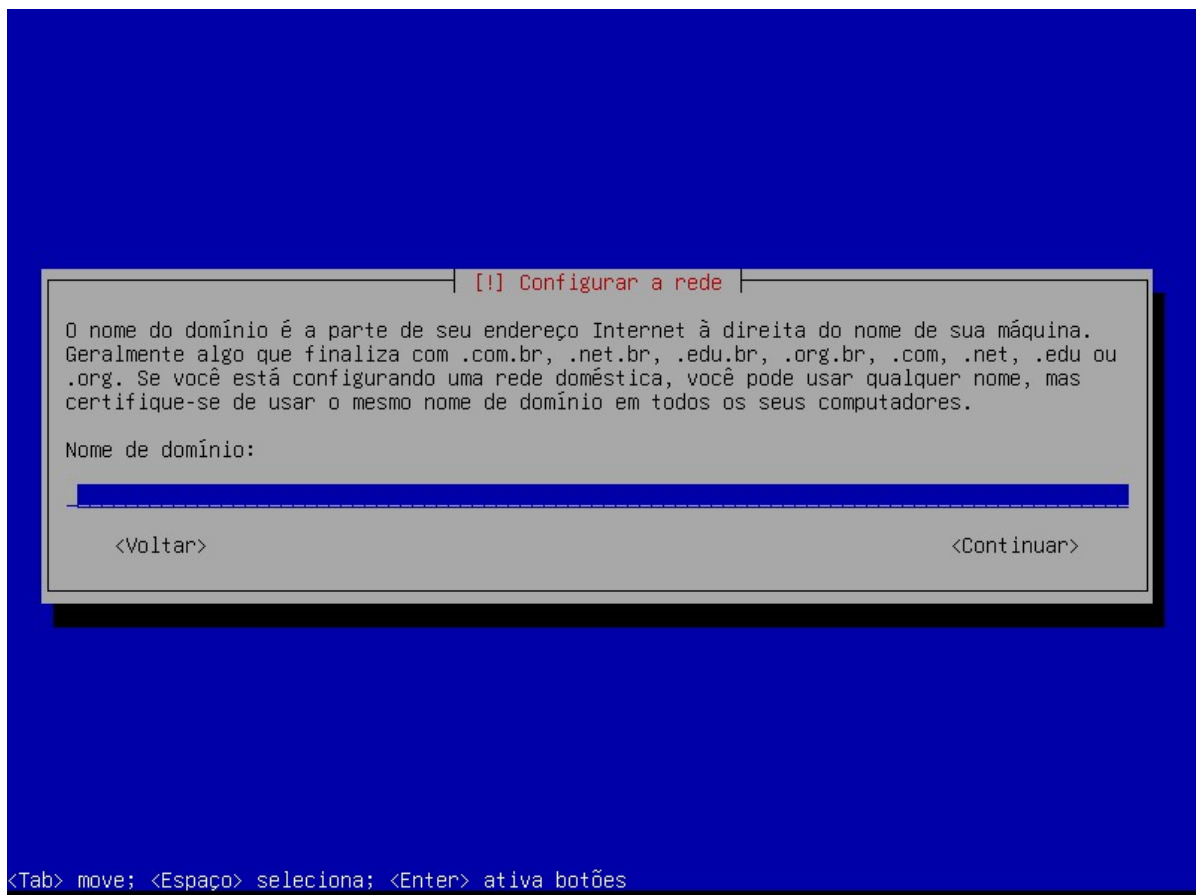 [!] Configurar a rede
O nome do domínio é a parte de seu endereço Internet à direita do nome de sua máquina.
Geralmente algo que finaliza com .com.br, .net.br, .edu.br, .org.br, .com, .net, .edu ou
.org. Se você está configurando uma rede doméstica, você pode usar qualquer nome, mas
certifique-se de usar o mesmo nome de domínio em todos os seus computadores.
Nome de domínio:
<Voltar> <Continuar>
<Tab> move; <Espaço> seleciona; <Enter> ativa botões